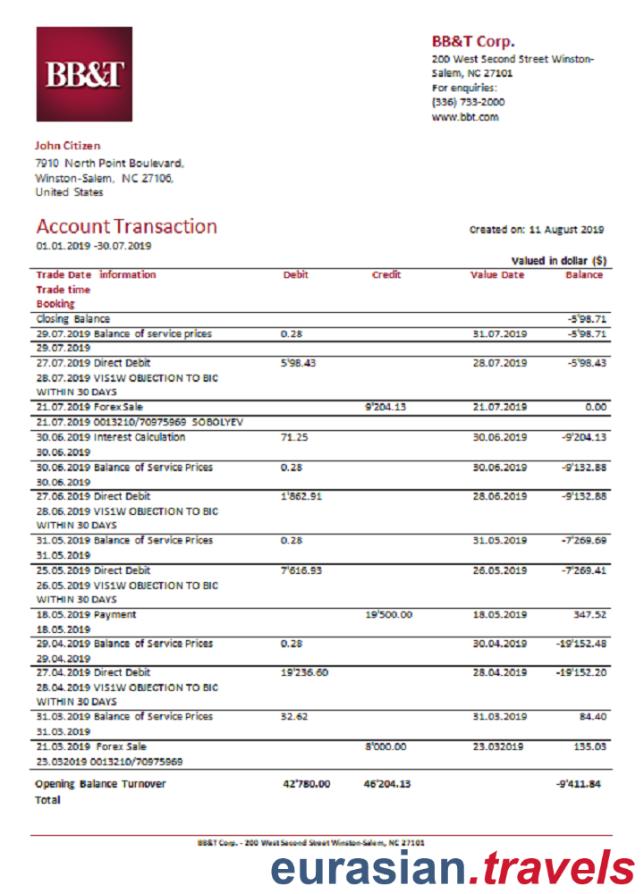 BB&T
BB&T Corp.
200 West Second Street Winston-
Salem, NC 27101
For enquiries:
(336) 733-2000
www.bbt.com
John Citizen
7910 North Point Boulevard,
Winston-Salem, NC 27106,
United States
Account Transaction
Created on: 11 August 2019
01.01.2019 -30.07.2019
Valued in dollar ($)
Trade Date information Debit Credit Value Date Balance
Trade time
Booking
Closing Balance -5'98.71
29.07.2019 Balance of service prices 0.28 31.07.2019 -5'98.71
29.07.2019
27.07.2019 Direct Debit 5'98.43 28.07.2019 -5'98.43
28.07.2019 VIS1W OBJECTION TO BIC
WITHIN 30 DAYS
21.07.2019 Forex Sale 9'204.13 21.07.2019 0.00
21.07.2019 0013210/70975969 SOBOLYEV
30.06.2019 Interest Calculation 71.25 30.06.2019 -9'204.13
30.06.2019
30.06.2019 Balance of Service Prices 0.28 30.06.2019 -9'132.88
30.06.2019
27.06.2019 Direct Debit 1'862.91 28.06.2019 -9'132.88
28.06.2019 VIS1W OBJECTION TO BIC
WITHIN 30 DAYS
31.05.2019 Balance of Service Prices 0.28 31.05.2019 -7'269.69
31.05.2019
25.05.2019 Direct Debit 7'616.93 26.05.2019 -7'269.41
26.05.2019 VIS1W OBJECTION TO BIC
WITHIN 30 DAYS
18.05.2019 Payment 19'500.00 18.05.2019 347.52
18.05.2019
29.04.2019 Balance of Service Prices 0.28 30.04.2019 -19'152.48
29.04.2019
27.04.2019 Direct Debit 19'236.60 28.04.2019 -19'152.20
28.04.2019 VIS1W OBJECTION TO BIC
WITHIN 30 DAYS
31.03.2019 Balance of Service Prices 32.62 31.03.2019 84.40
31.03.2019
21.03.2019 Forex Sale 8'000.00 23.032019 135.03
23.032019 0013210/70975969
Opening Balance Turnover 42'780.00 46'204.13 -9'411.84
Total
BB&T Corp. - 200 West Second Street Winston-Salem, NC 27101
eurasian.travels